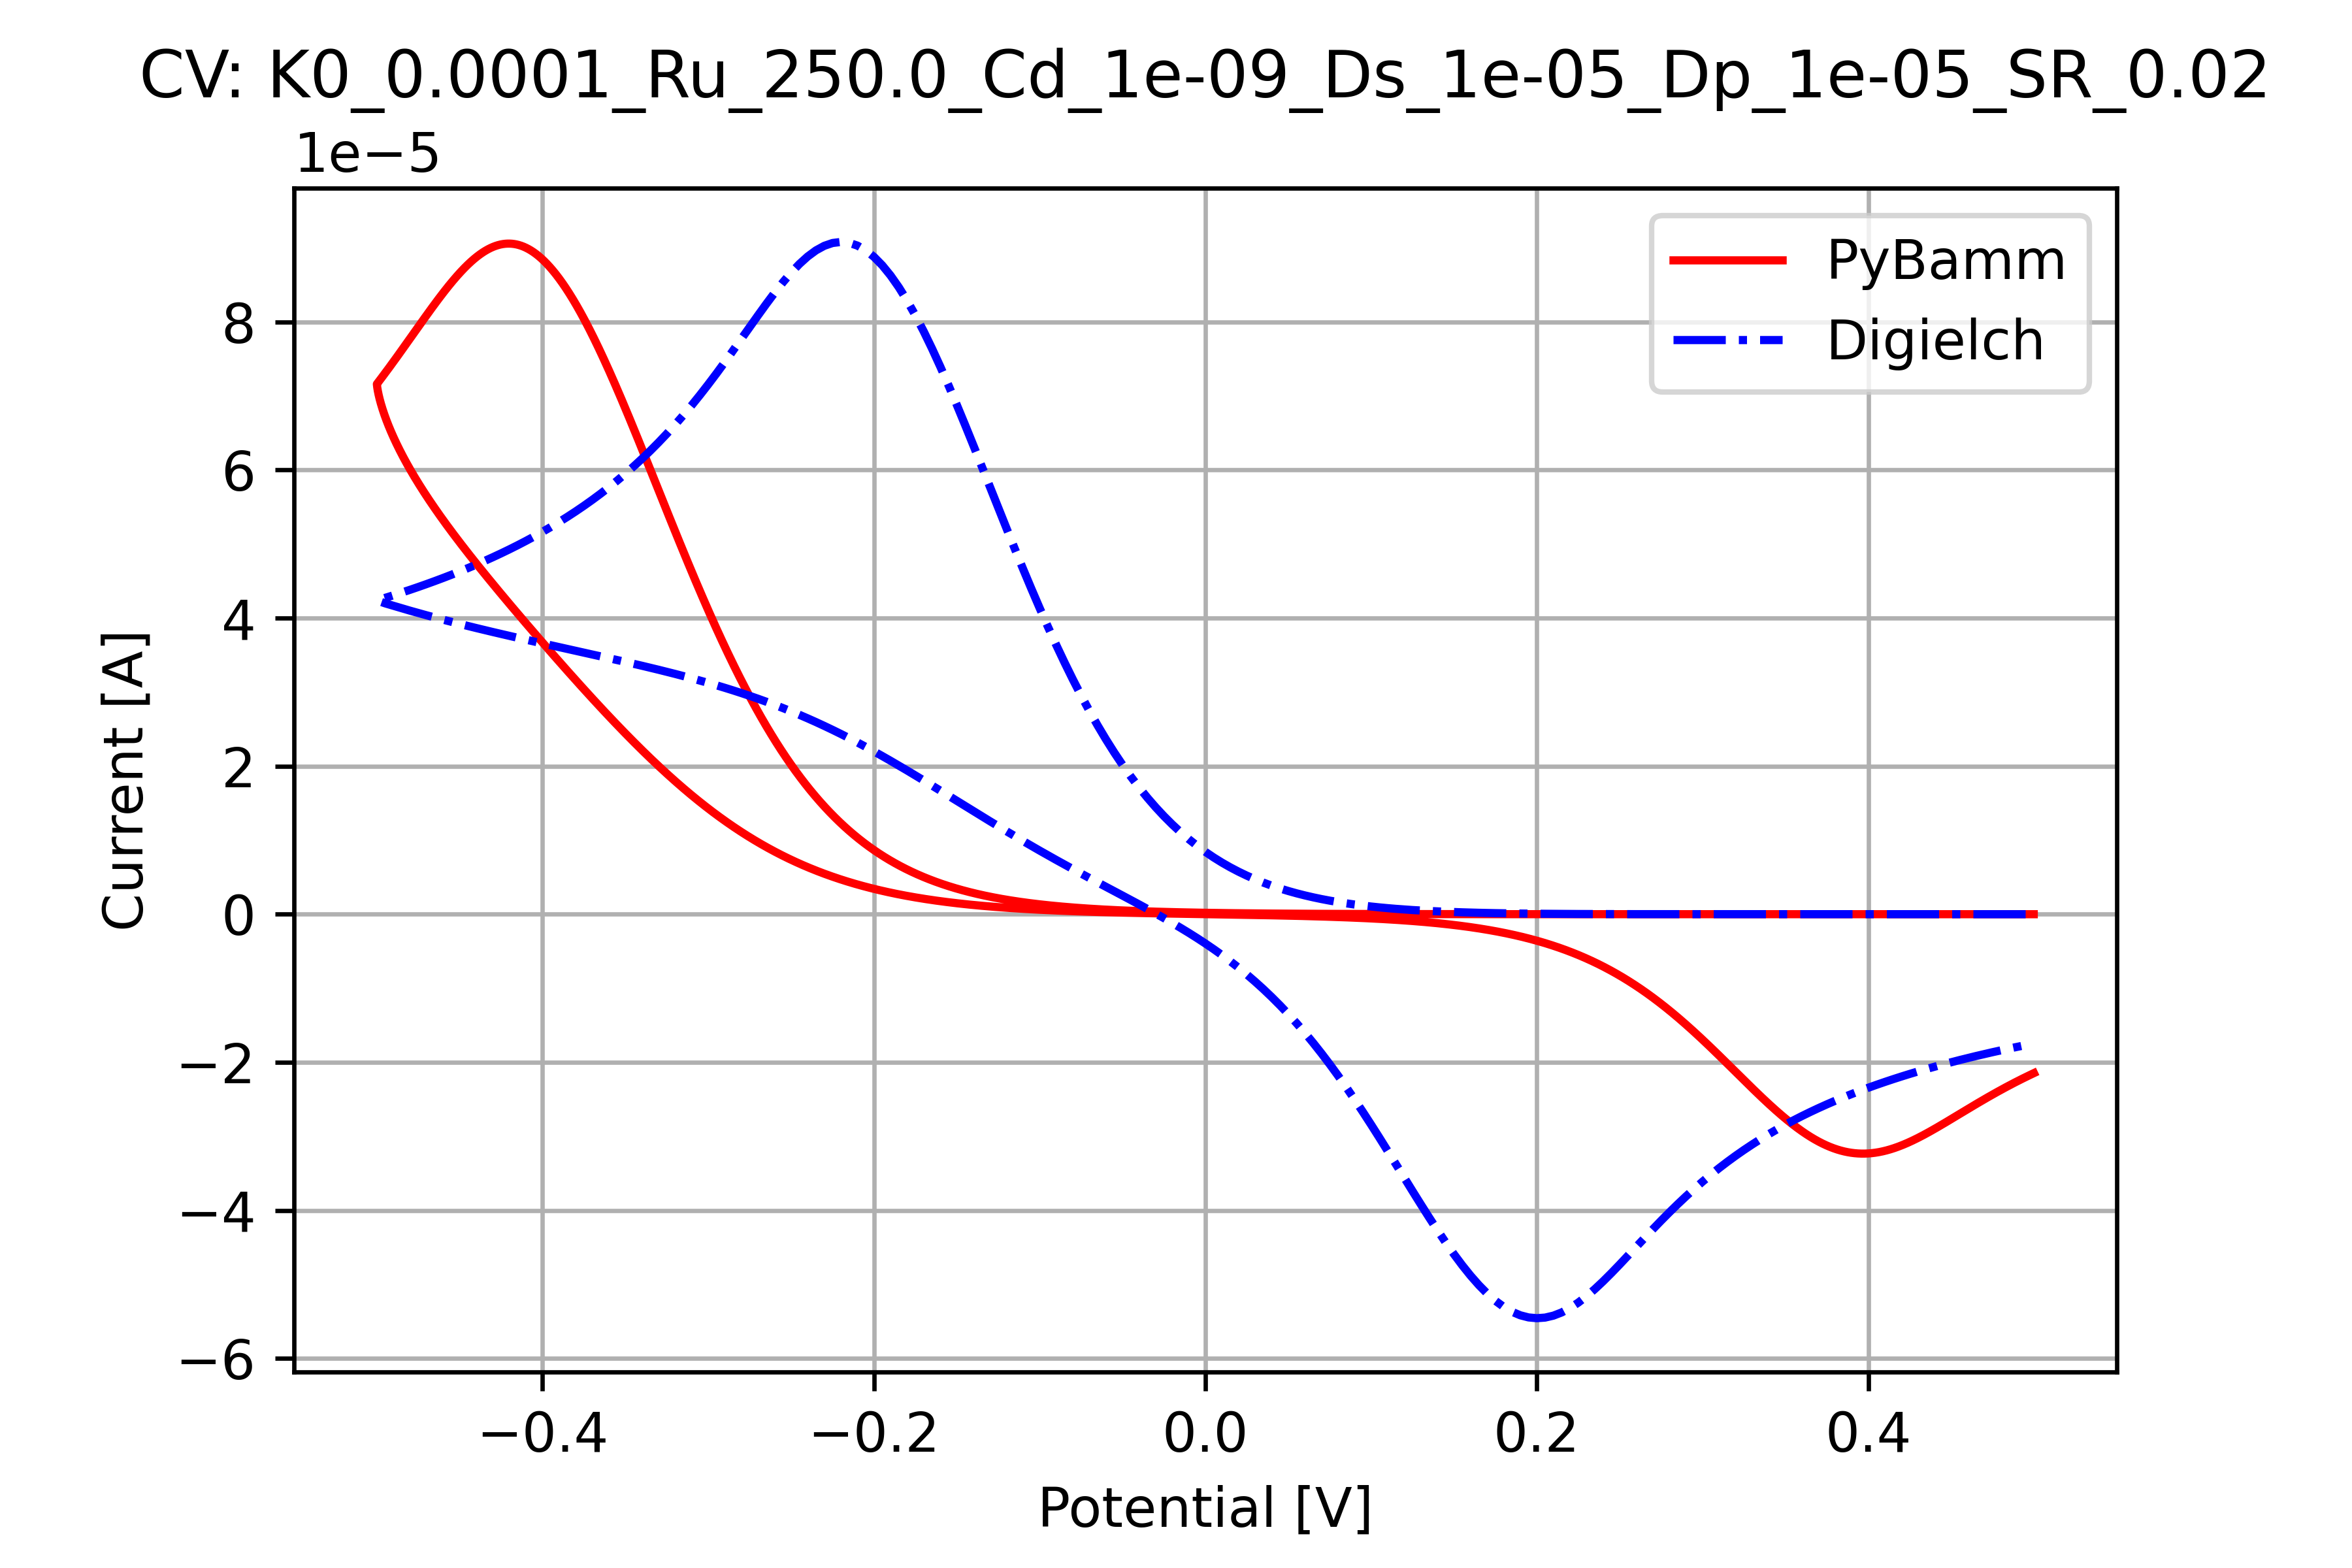 CV: K0_0.0001_Ru_250.0_Cd_1e-09_Ds_1e-05_Dp_1e-05_SR_0.02
1e−5
PyBamm
Digielch
8
6
4
2
0
−2
−4
−6
Current [A]
−0.4 −0.2 0.0 0.2 0.4
Potential [V]